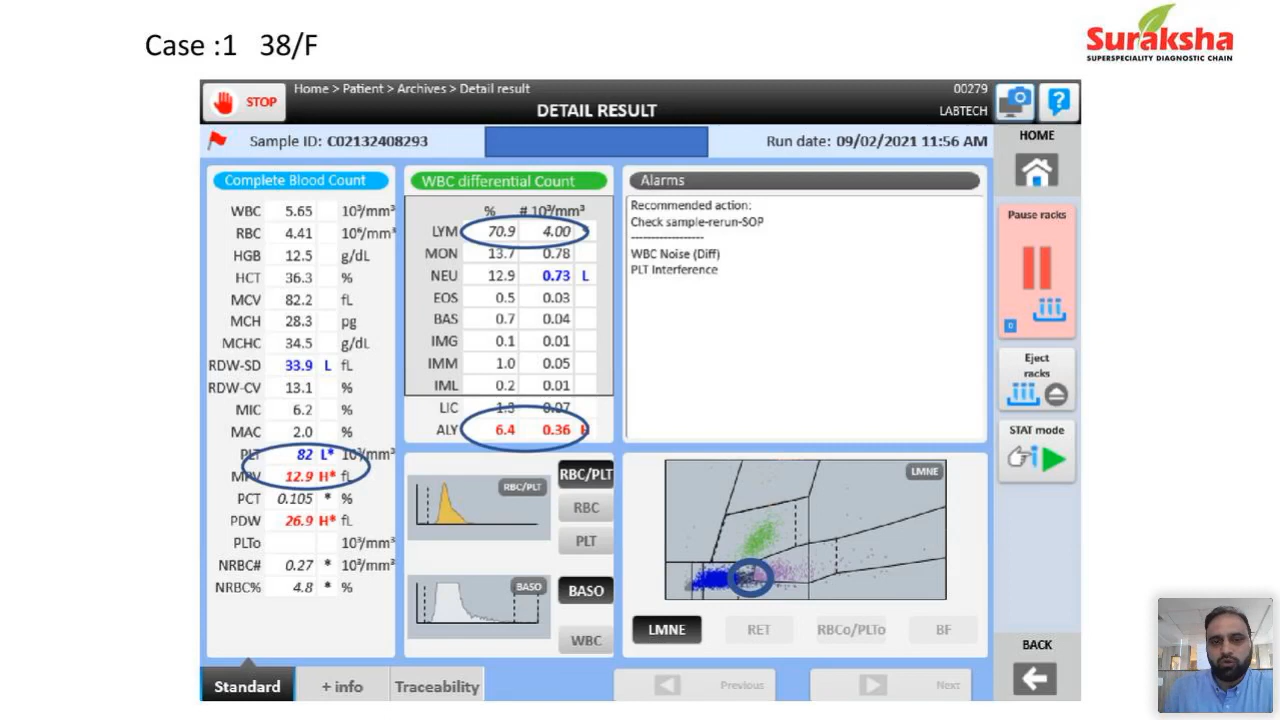 Case :1 38/F
Suraksha
SUPERSPECIALITY DIAGNOSTIC CHAIN
STOP
Home > Patient > Archives > Detail result
DETAIL RESULT
00279
LABTECH
Sample ID: C02132408293
Run date: 09/02/2021 11:56 AM
HOME
Complete Blood Count
WBC 5.65 10³/mm³
RBC 4.41 10⁶/mm³
HGB 12.5 g/dL
HCT 36.3 %
MCV 82.2 fL
MCH 28.3 pg
MCHC 34.5 g/dL
RDW-SD 33.9 L fL
RDW-CV 13.1 %
MIC 6.2 %
MAC 2.0 %
PLT 82 L* 10³/mm³
MPV 12.9 H* fL
PCT 0.105 * %
PDW 26.9 H* fL
PLTo 10³/mm³
NRBC# 0.27 * 10³/mm³
NRBC% 4.8 * %
WBC differential Count
% # 10³/mm³
LYM 70.9 4.00
MON 13.7 0.78
NEU 12.9 0.73 L
EOS 0.5 0.03
BAS 0.7 0.04
IMG 0.1 0.01
IMM 1.0 0.05
IML 0.2 0.01
LIC 1.3 0.07
ALY 6.4 0.36 H
Alarms
Recommended action:
Check sample-rerun-SOP
------------------
WBC Noise (Diff)
PLT Interference
Pause racks
0
Eject
racks
STAT mode
RBC/PLT
RBC/PLT
RBC
PLT
BASO
BASO
WBC
LMNE
LMNE
RET
RBCo/PLTo
BF
BACK
Standard
+ info
Traceability
Previous
Next